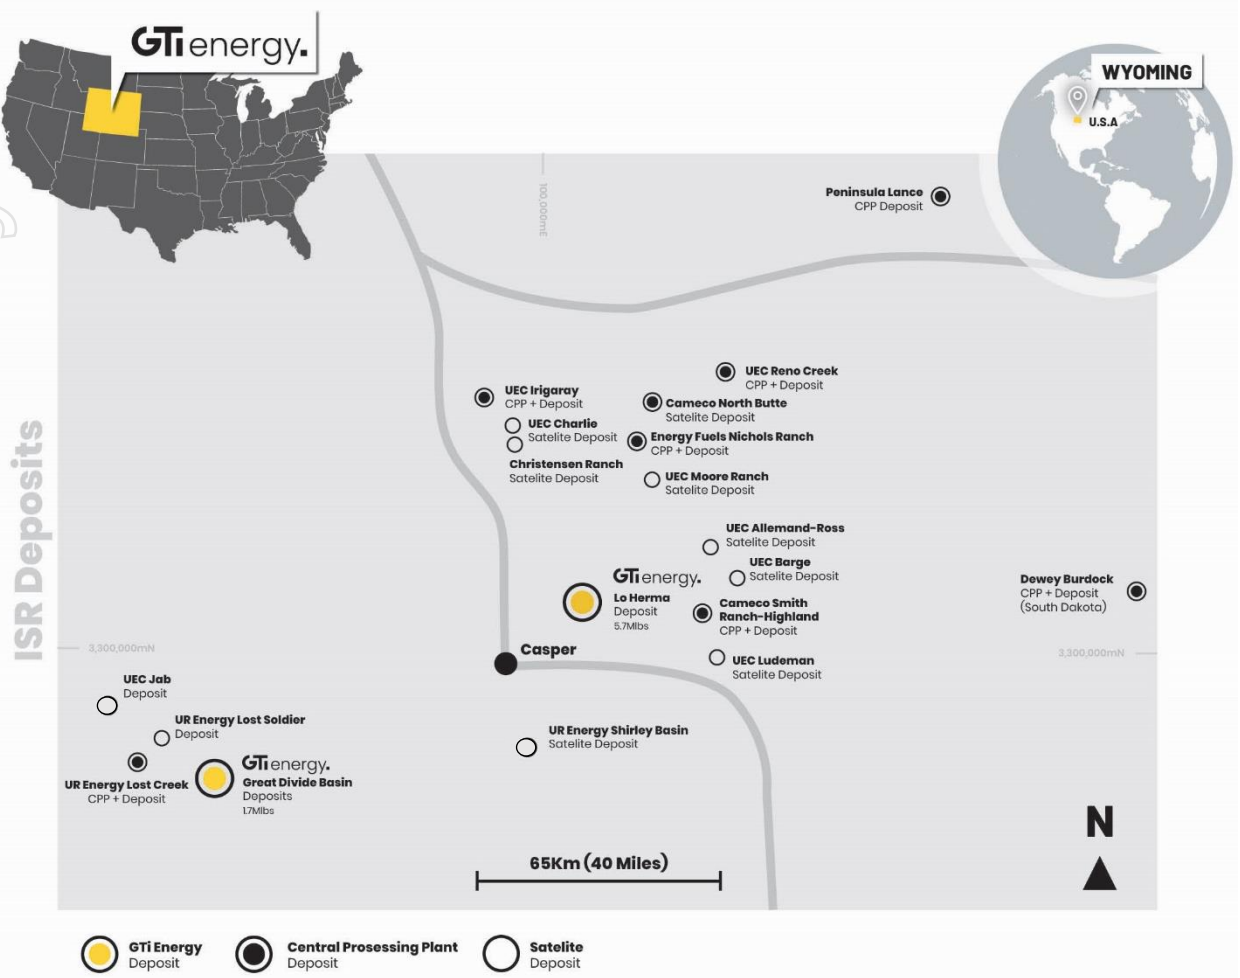 GTi energy.
WYOMING
U.S.A
100,000mE
Peninsula Lance
CPP Deposit
UEC Reno Creek
CPP + Deposit
UEC Irigaray
CPP + Deposit
Cameco North Butte
Satelite Deposit
UEC Charlie
Satelite Deposit
Energy Fuels Nichols Ranch
CPP + Deposit
Christensen Ranch
Satelite Deposit
UEC Moore Ranch
Satelite Deposit
ISR Deposits
UEC Allemand-Ross
Satelite Deposit
UEC Barge
Satelite Deposit
GTi energy.
Lo Herma
Deposit
5.7Mlbs
Cameco Smith
Ranch-Highland
CPP + Deposit
Dewey Burdock
CPP + Deposit
(South Dakota)
3,300,000mN
Casper
3,300,000mN
UEC Ludeman
Satelite Deposit
UEC Jab
Deposit
UR Energy Lost Soldier
Deposit
UR Energy Shirley Basin
Satelite Deposit
UR Energy Lost Creek
CPP + Deposit
GTi energy.
Great Divide Basin
Deposits
1.7Mlbs
N
65Km (40 Miles)
GTi Energy
Deposit
Central Prosessing Plant
Deposit
Satelite
Deposit